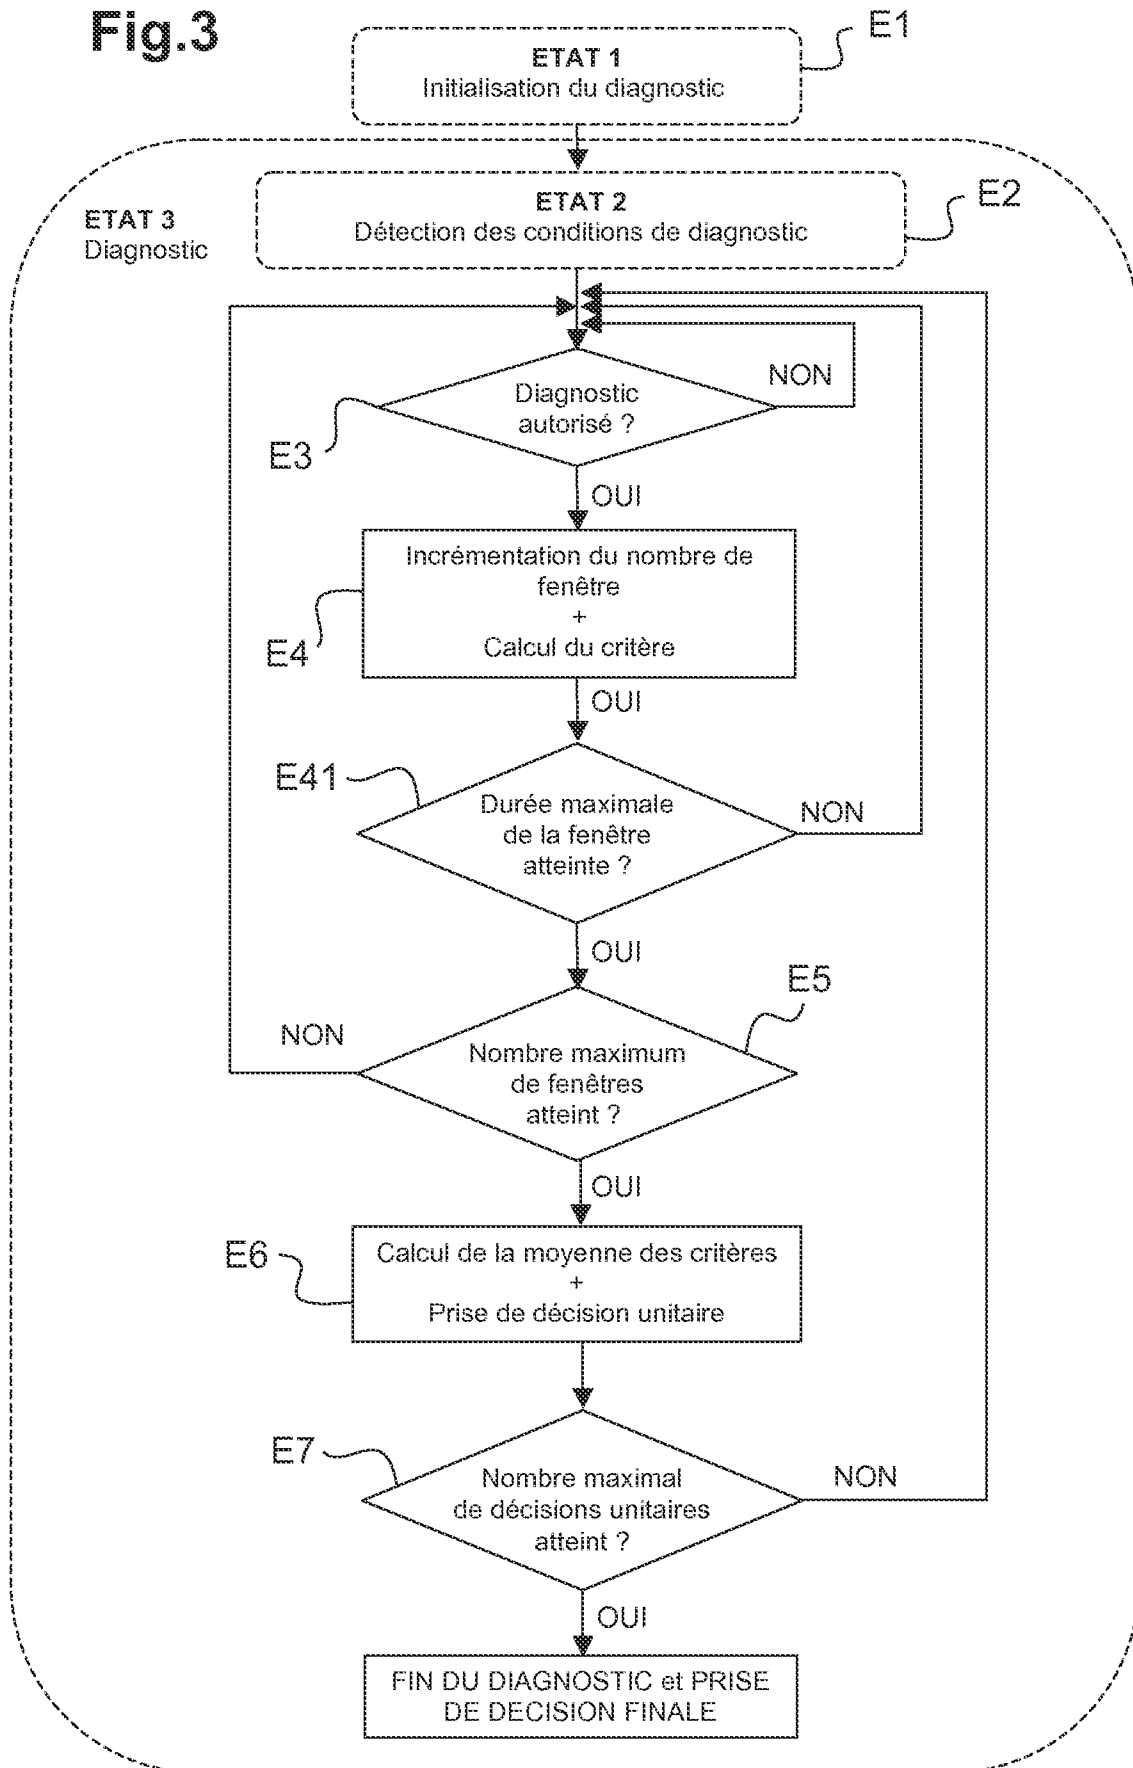 Fig.3
E1
ETAT 1
Initialisation du diagnostic
ETAT 3
Diagnostic
ETAT 2
Détection des conditions de diagnostic
E2
NON
Diagnostic
autorisé ?
E3
OUI
Incrémentation du nombre de
fenêtre
+
Calcul du critère
E4
OUI
E41
Durée maximale
de la fenêtre
atteinte ?
NON
OUI
E5
NON
Nombre maximum
de fenêtres
atteint ?
OUI
E6
Calcul de la moyenne des critères
+
Prise de décision unitaire
E7
Nombre maximal
de décisions unitaires
atteint ?
NON
OUI
FIN DU DIAGNOSTIC et PRISE
DE DECISION FINALE